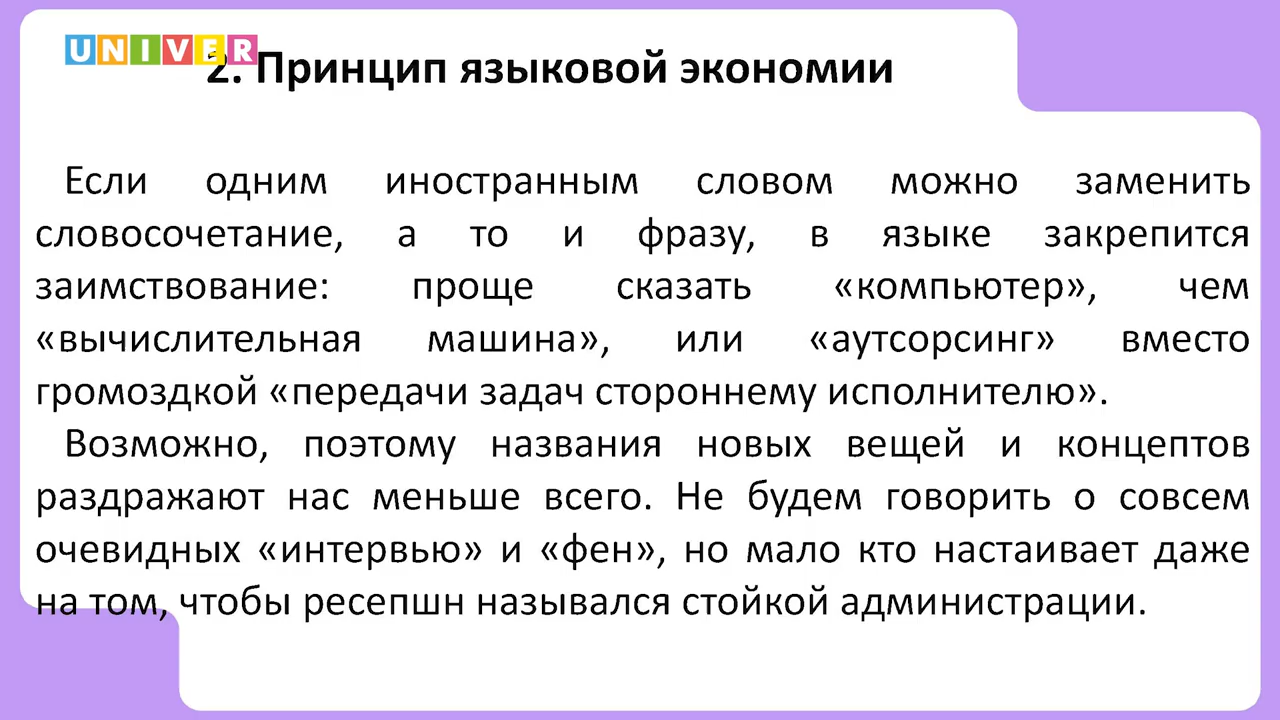 UNIVER
2. Принцип языковой экономии
Если одним иностранным словом можно заменить
словосочетание, а то и фразу, в языке закрепится
заимствование: проще сказать «компьютер», чем
«вычислительная машина», или «аутсорсинг» вместо
громоздкой «передачи задач стороннему исполнителю».
Возможно, поэтому названия новых вещей и концептов
раздражают нас меньше всего. Не будем говорить о совсем
очевидных «интервью» и «фен», но мало кто настаивает даже
на том, чтобы ресепшн назывался стойкой администрации.